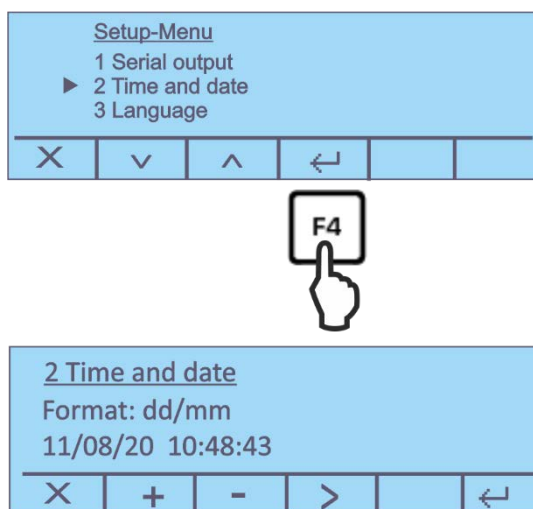 Setup-Menu
1 Serial output
▶ 2 Time and date
3 Language
X ∨ ∧ ↵
F4
2 Time and date
Format: dd/mm
11/08/20 10:48:43
X + - > ↵